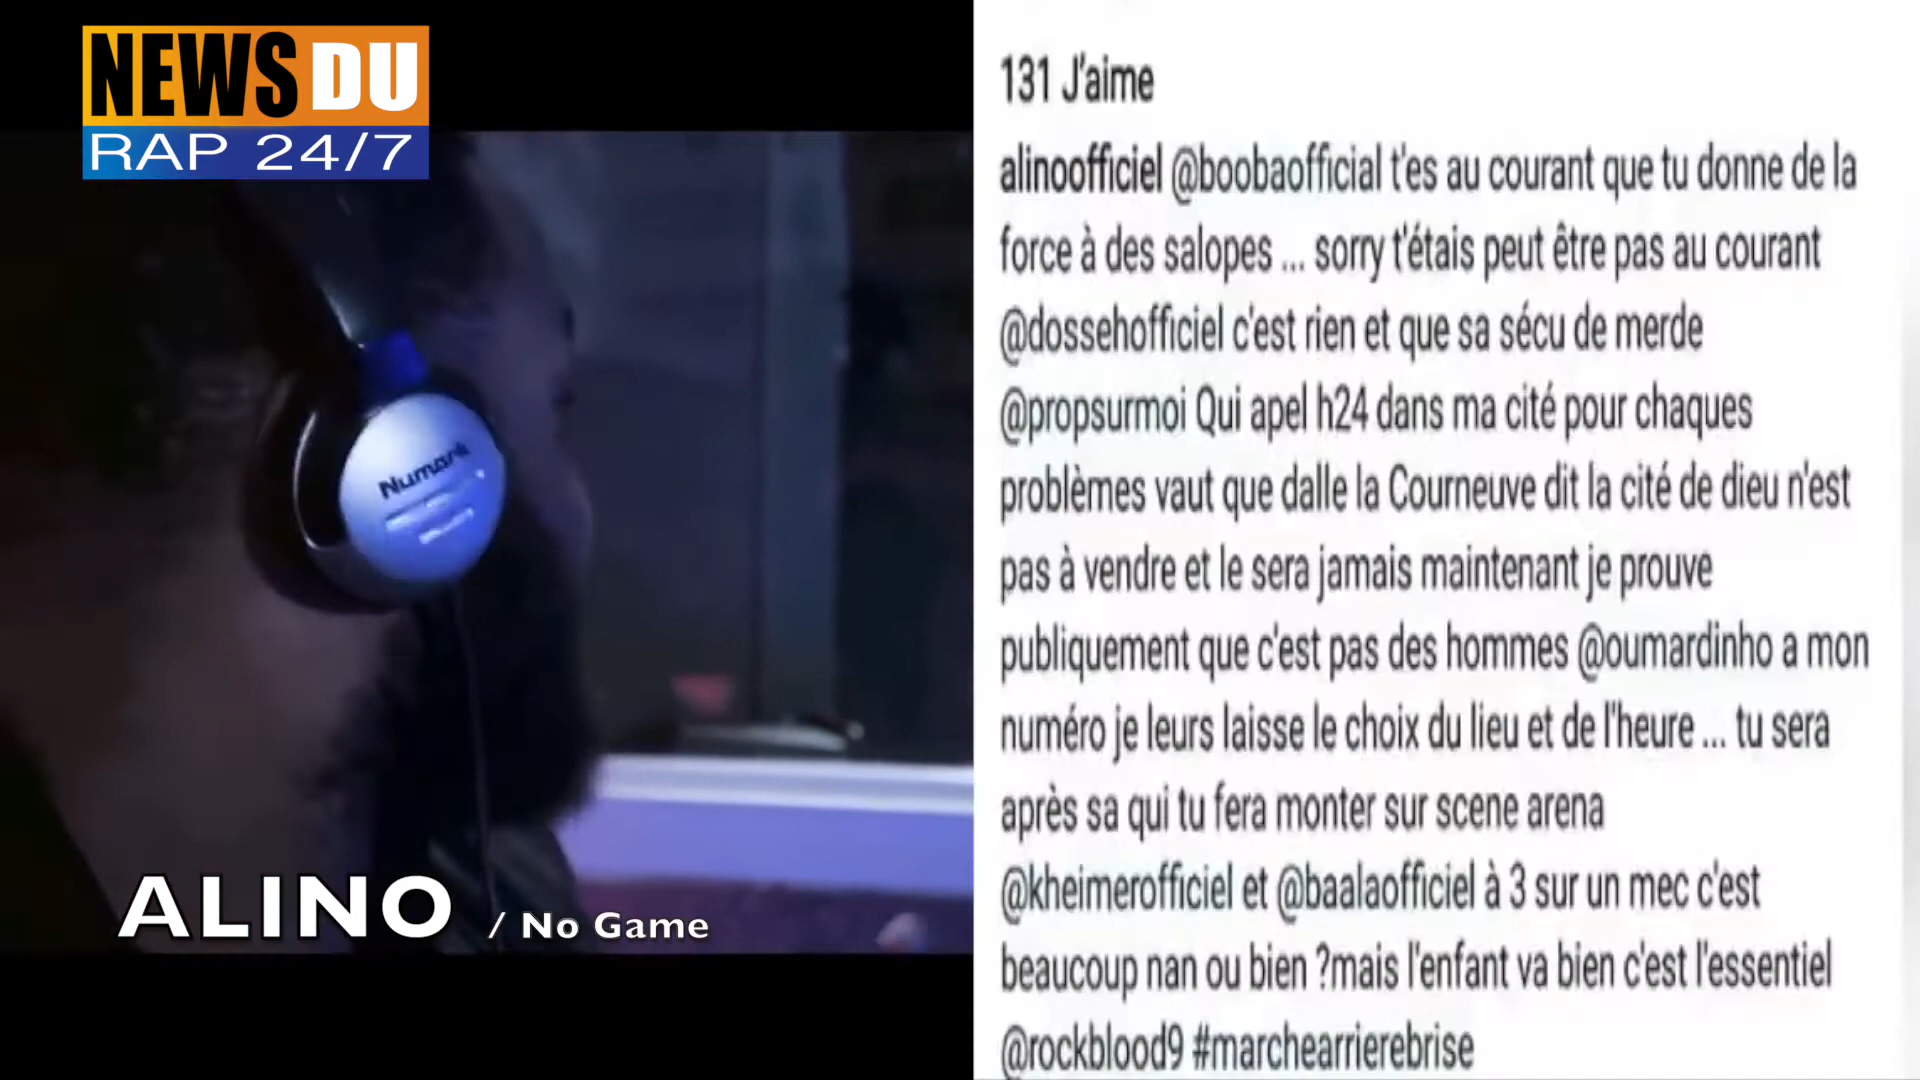 NEWS DU
RAP 24/7
Numark
ALINO / No Game
131 J'aime
alinoofficiel @boobaofficial t'es au courant que tu donne de la
force à des salopes ... sorry t'étais peut être pas au courant
@dossehofficiel c'est rien et que sa sécu de merde
@propsurmoi Qui apel h24 dans ma cité pour chaques
problèmes vaut que dalle la Courneuve dit la cité de dieu n'est
pas à vendre et le sera jamais maintenant je prouve
publiquement que c'est pas des hommes @oumardinho a mon
numéro je leurs laisse le choix du lieu et de l'heure ... tu sera
après sa qui tu fera monter sur scene arena
@kheimerofficiel et @baalaofficiel à 3 sur un mec c'est
beaucoup nan ou bien ?mais l'enfant va bien c'est l'essentiel
@rockblood9 #marchearrierebrise